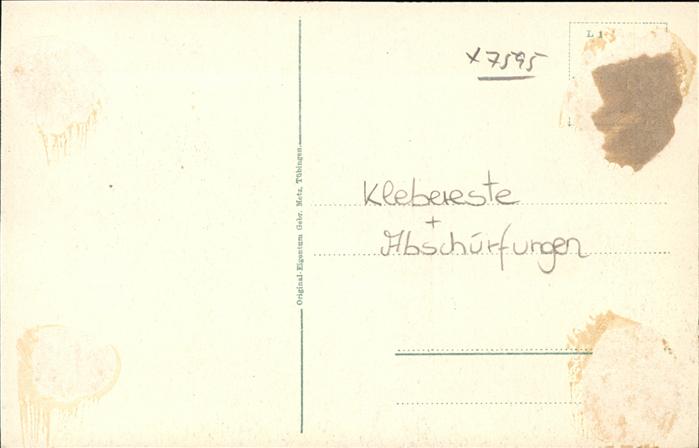 x7595
L 1
Klebereste
+
Abschürfungen
Original-Eigentum Gebr. Metz, Tübingen.